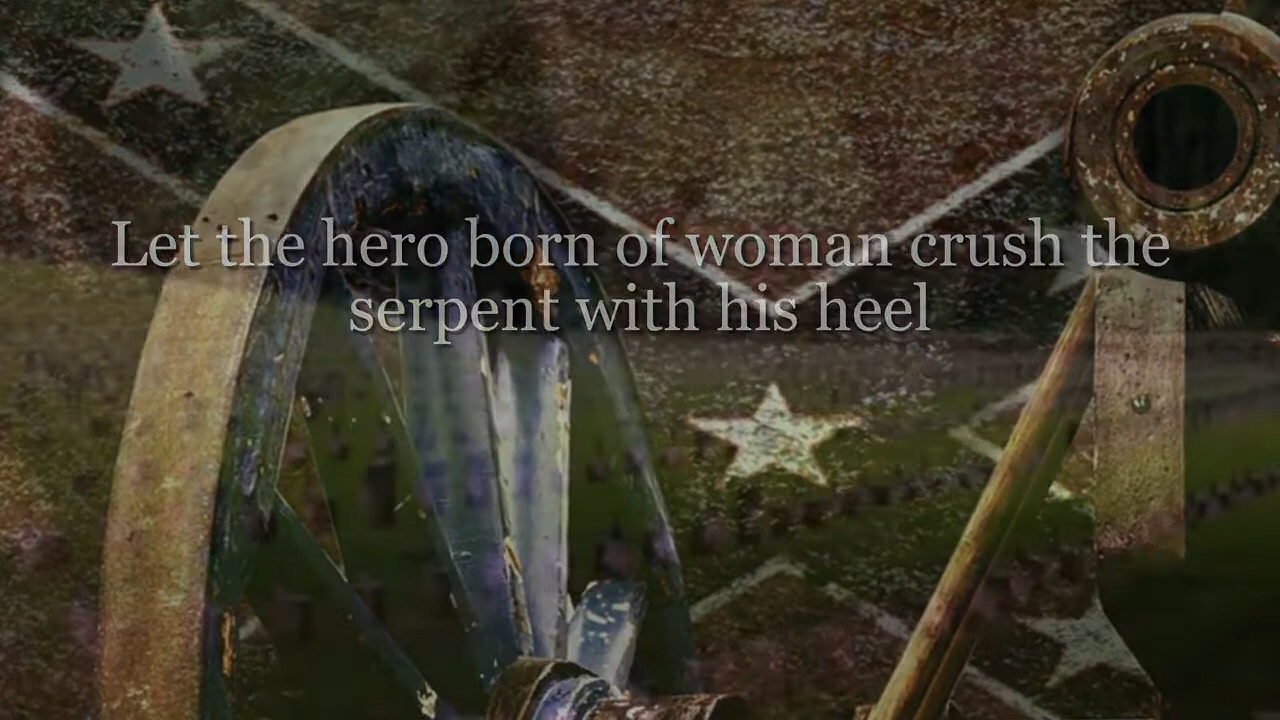 Let the hero born of woman crush the
serpent with his heel